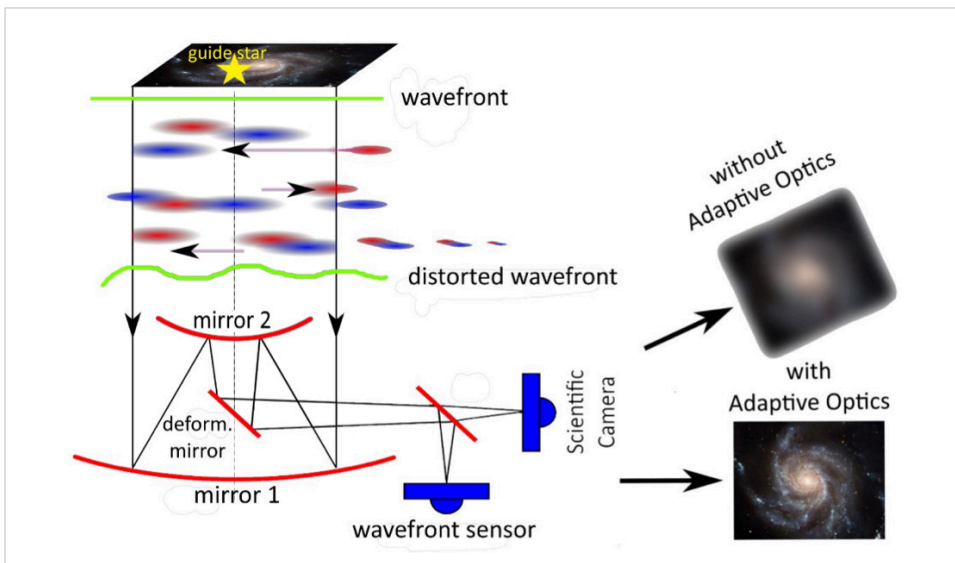 guide star
wavefront
distorted wavefront
mirror 2
deform.
mirror
mirror 1
wavefront sensor
Scientific
Camera
without
Adaptive Optics
with
Adaptive Optics